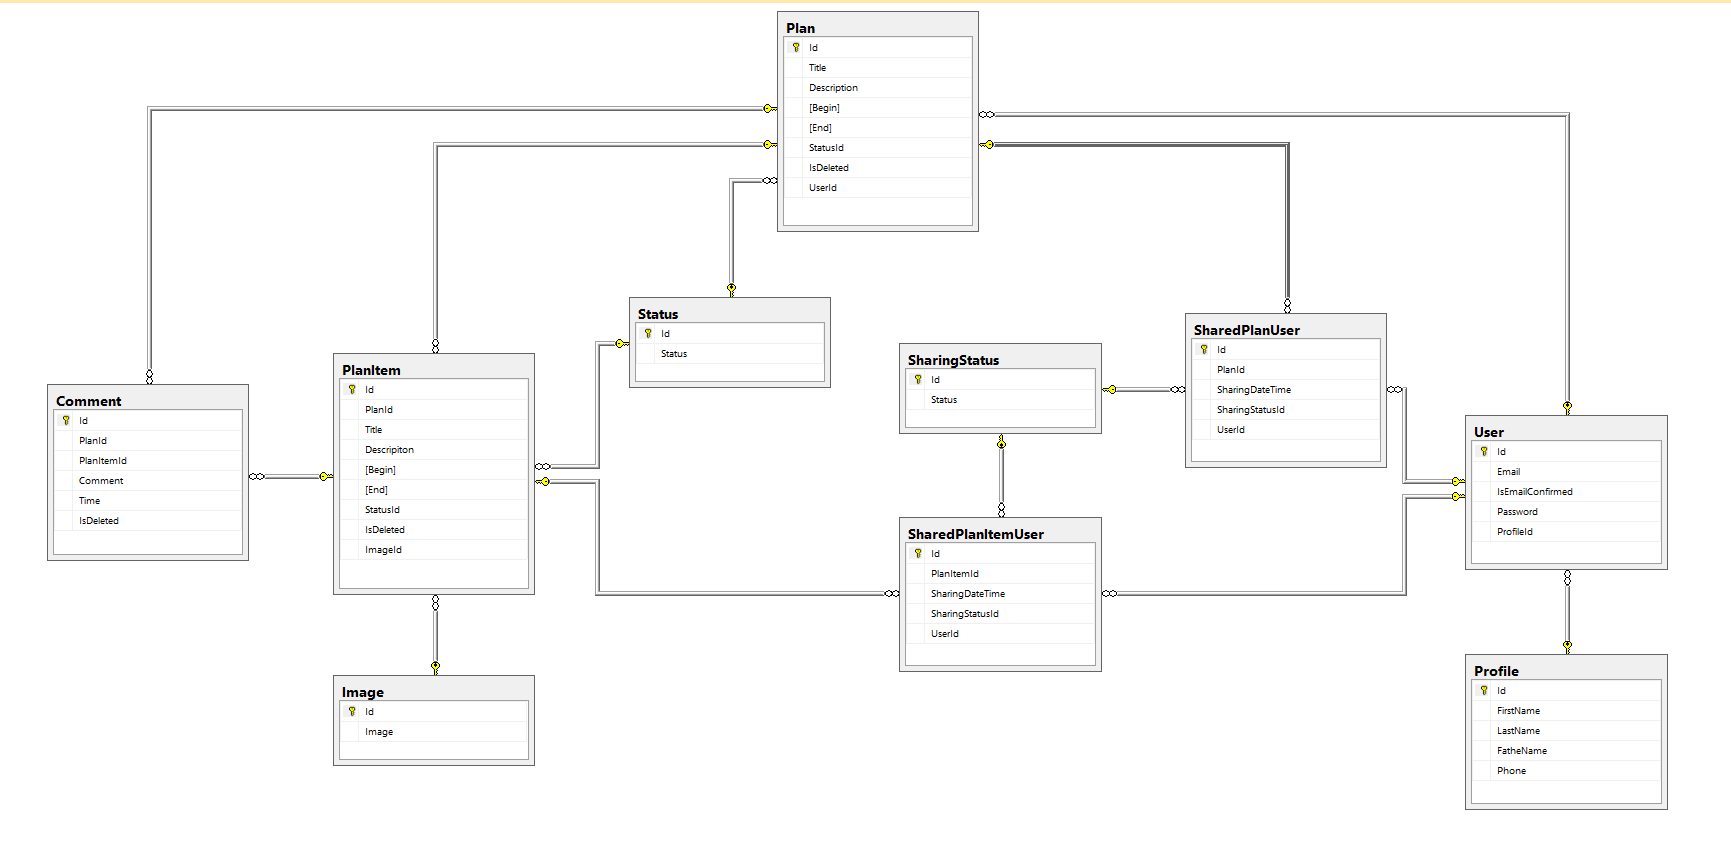 Plan
Id
Title
Description
[Begin]
[End]
StatusId
IsDeleted
UserId
Status
Id
Status
SharedPlanUser
Id
PlanId
SharingDateTime
SharingStatusId
UserId
SharingStatus
Id
Status
PlanItem
Id
PlanId
Title
Descripiton
[Begin]
[End]
StatusId
IsDeleted
ImageId
Comment
Id
PlanId
PlanItemId
Comment
Time
IsDeleted
User
Id
Email
IsEmailConfirmed
Password
ProfileId
SharedPlanItemUser
Id
PlanItemId
SharingDateTime
SharingStatusId
UserId
Image
Id
Image
Profile
Id
FirstName
LastName
FatheName
Phone